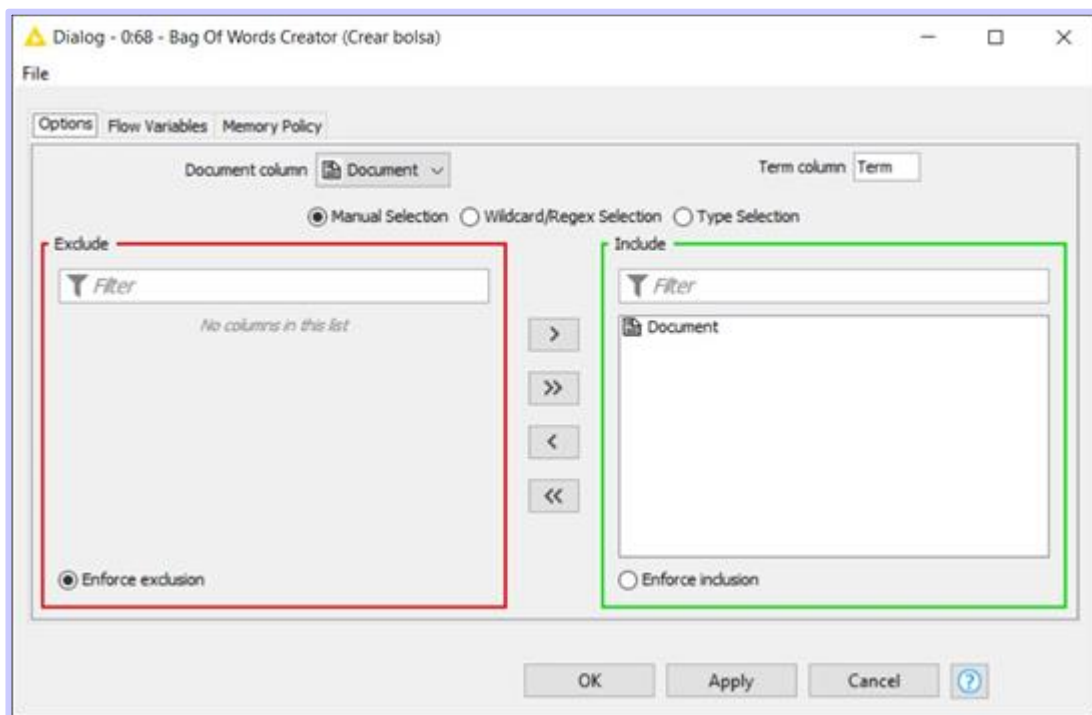 Dialog - 0:68 - Bag Of Words Creator (Crear bolsa)
File
Options Flow Variables Memory Policy
Document column Document Term column Term
Manual Selection Wildcard/Regex Selection Type Selection
Exclude Include
Filter Filter
No columns in this list Document
>
>>
<
<<
Enforce exclusion Enforce inclusion
OK Apply Cancel ?